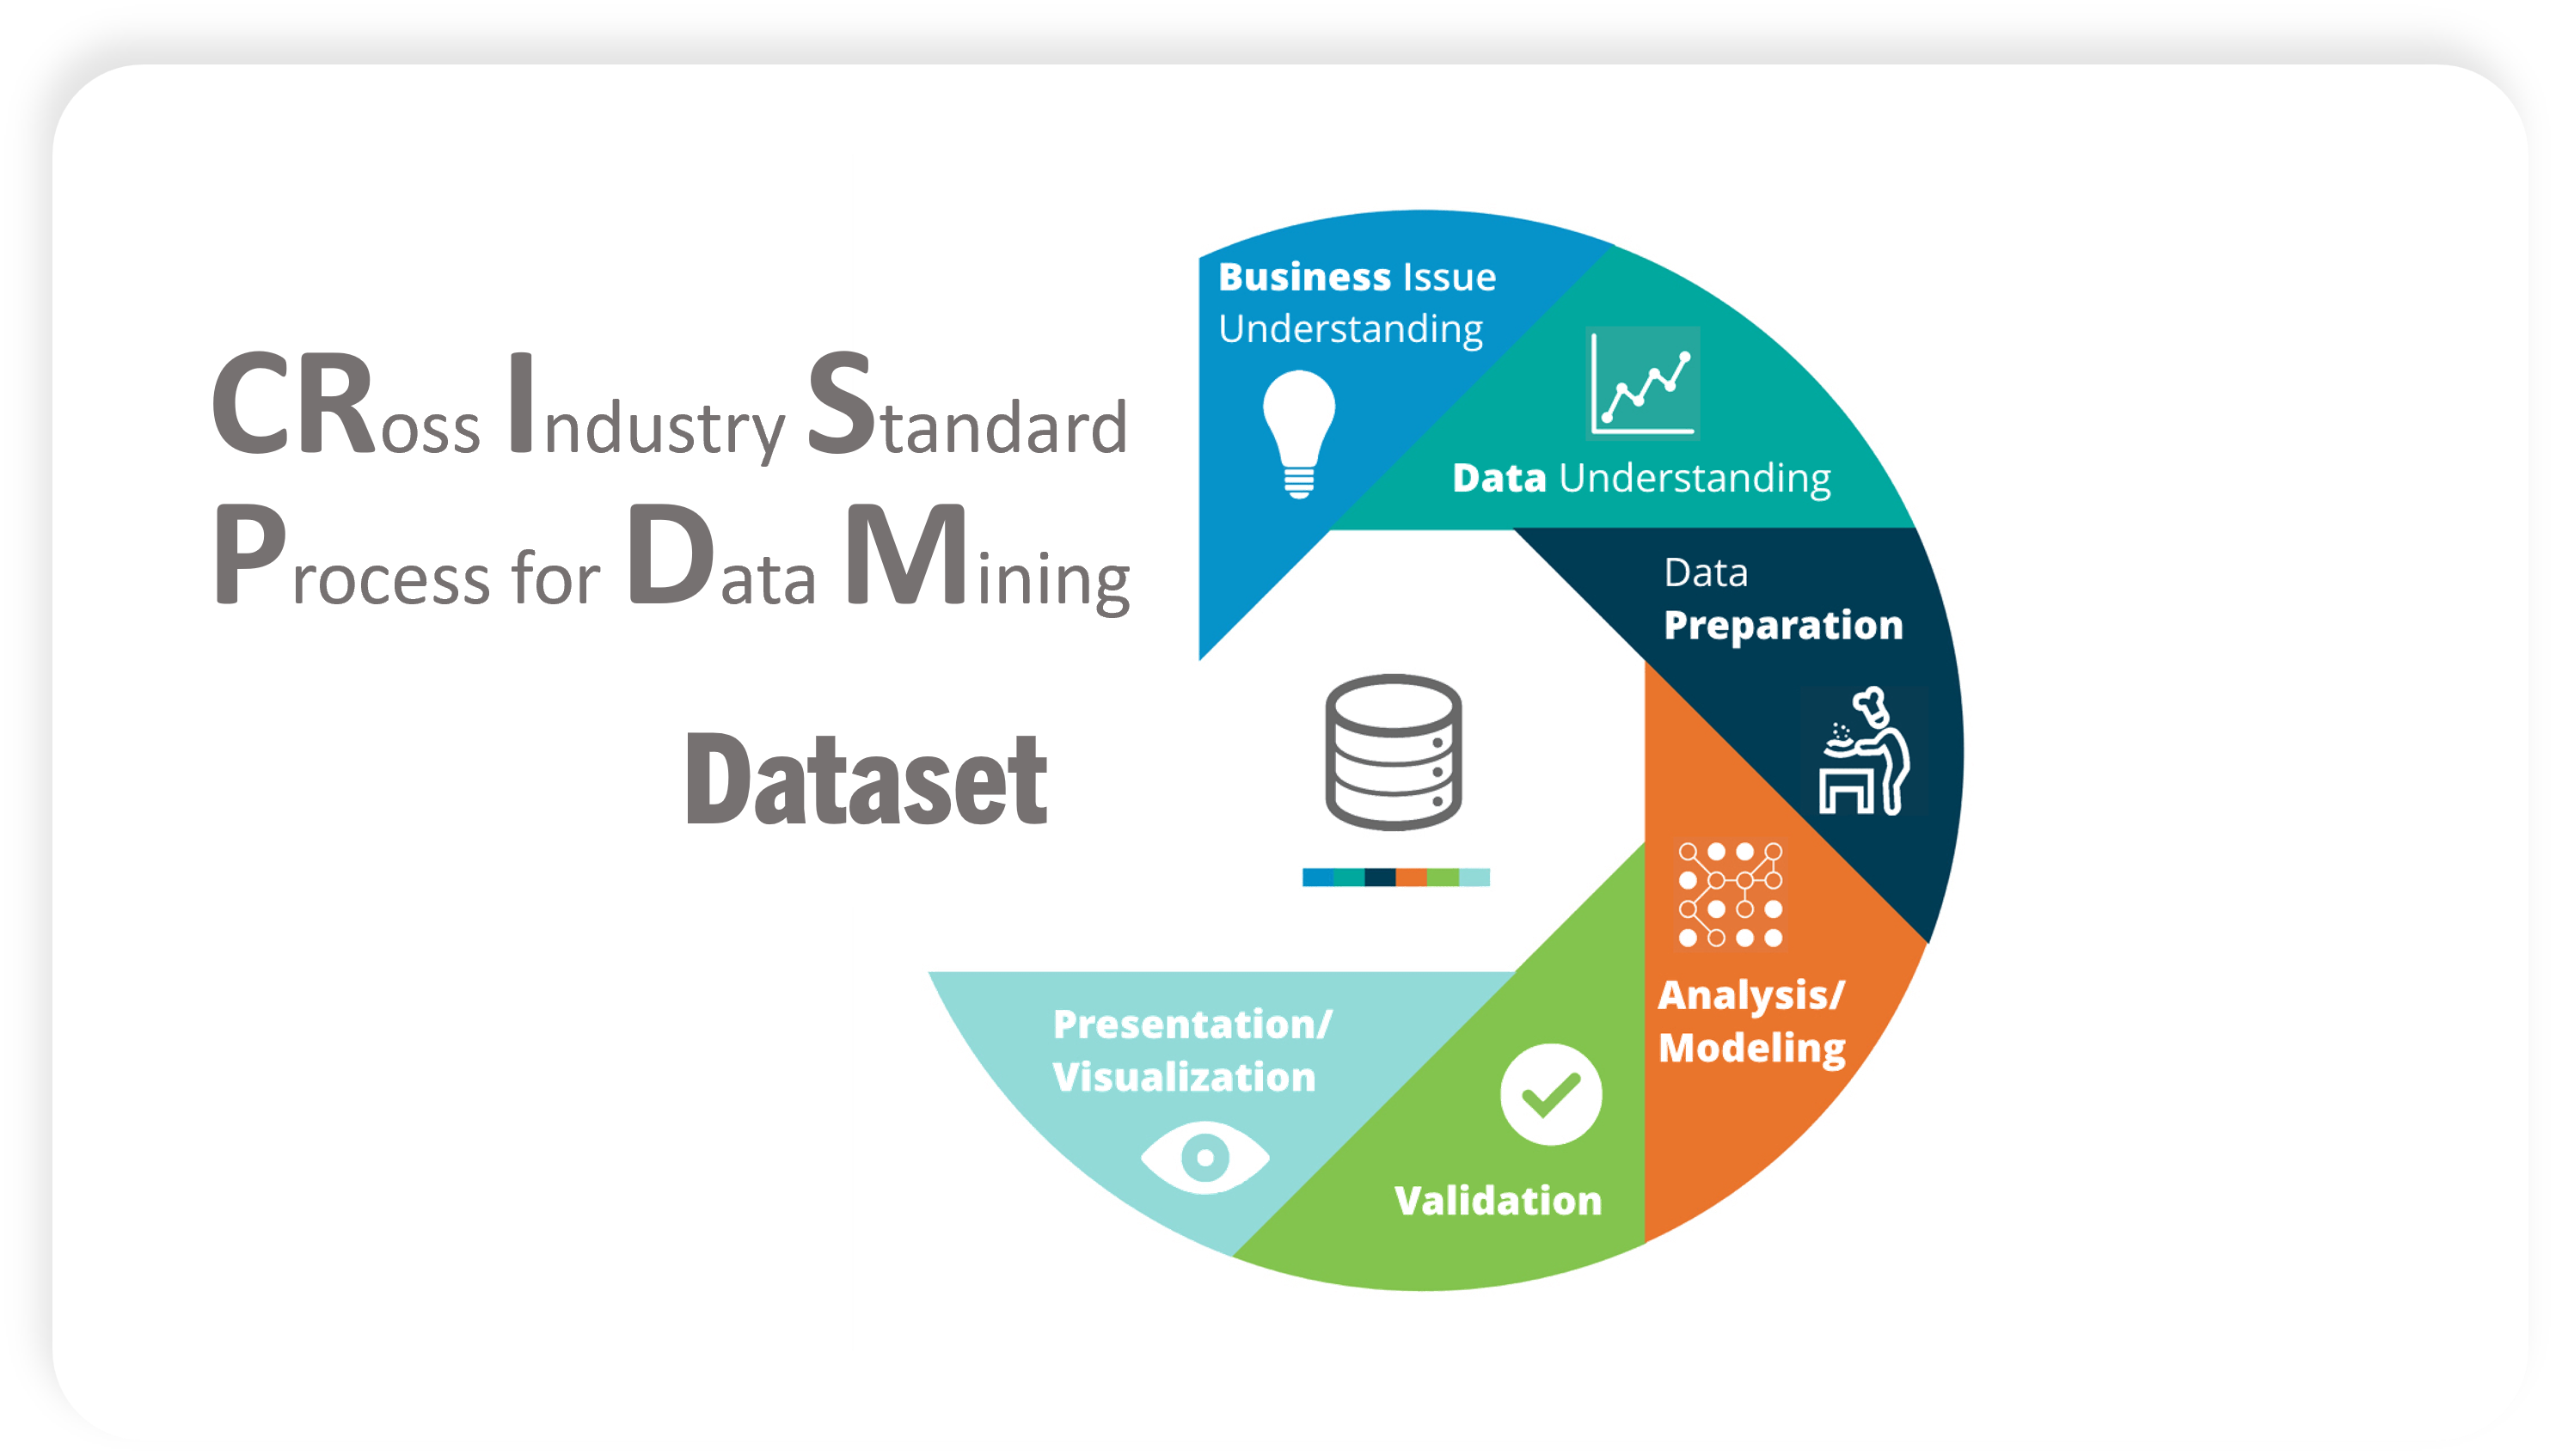 CRoss Industry Standard
Process for Data Mining
Dataset
Business Issue
Understanding
Data Understanding
Data
Preparation
Analysis/
Modeling
Validation
Presentation/
Visualization